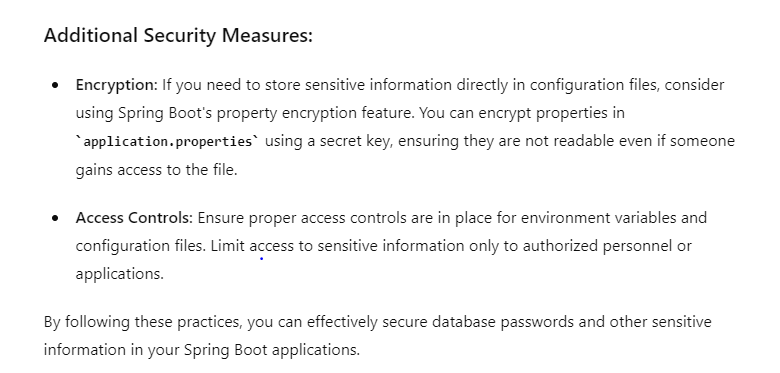 Additional Security Measures:
• Encryption: If you need to store sensitive information directly in configuration files, consider
using Spring Boot's property encryption feature. You can encrypt properties in
`application.properties` using a secret key, ensuring they are not readable even if someone
gains access to the file.
• Access Controls: Ensure proper access controls are in place for environment variables and
configuration files. Limit access to sensitive information only to authorized personnel or
applications.
By following these practices, you can effectively secure database passwords and other sensitive
information in your Spring Boot applications.